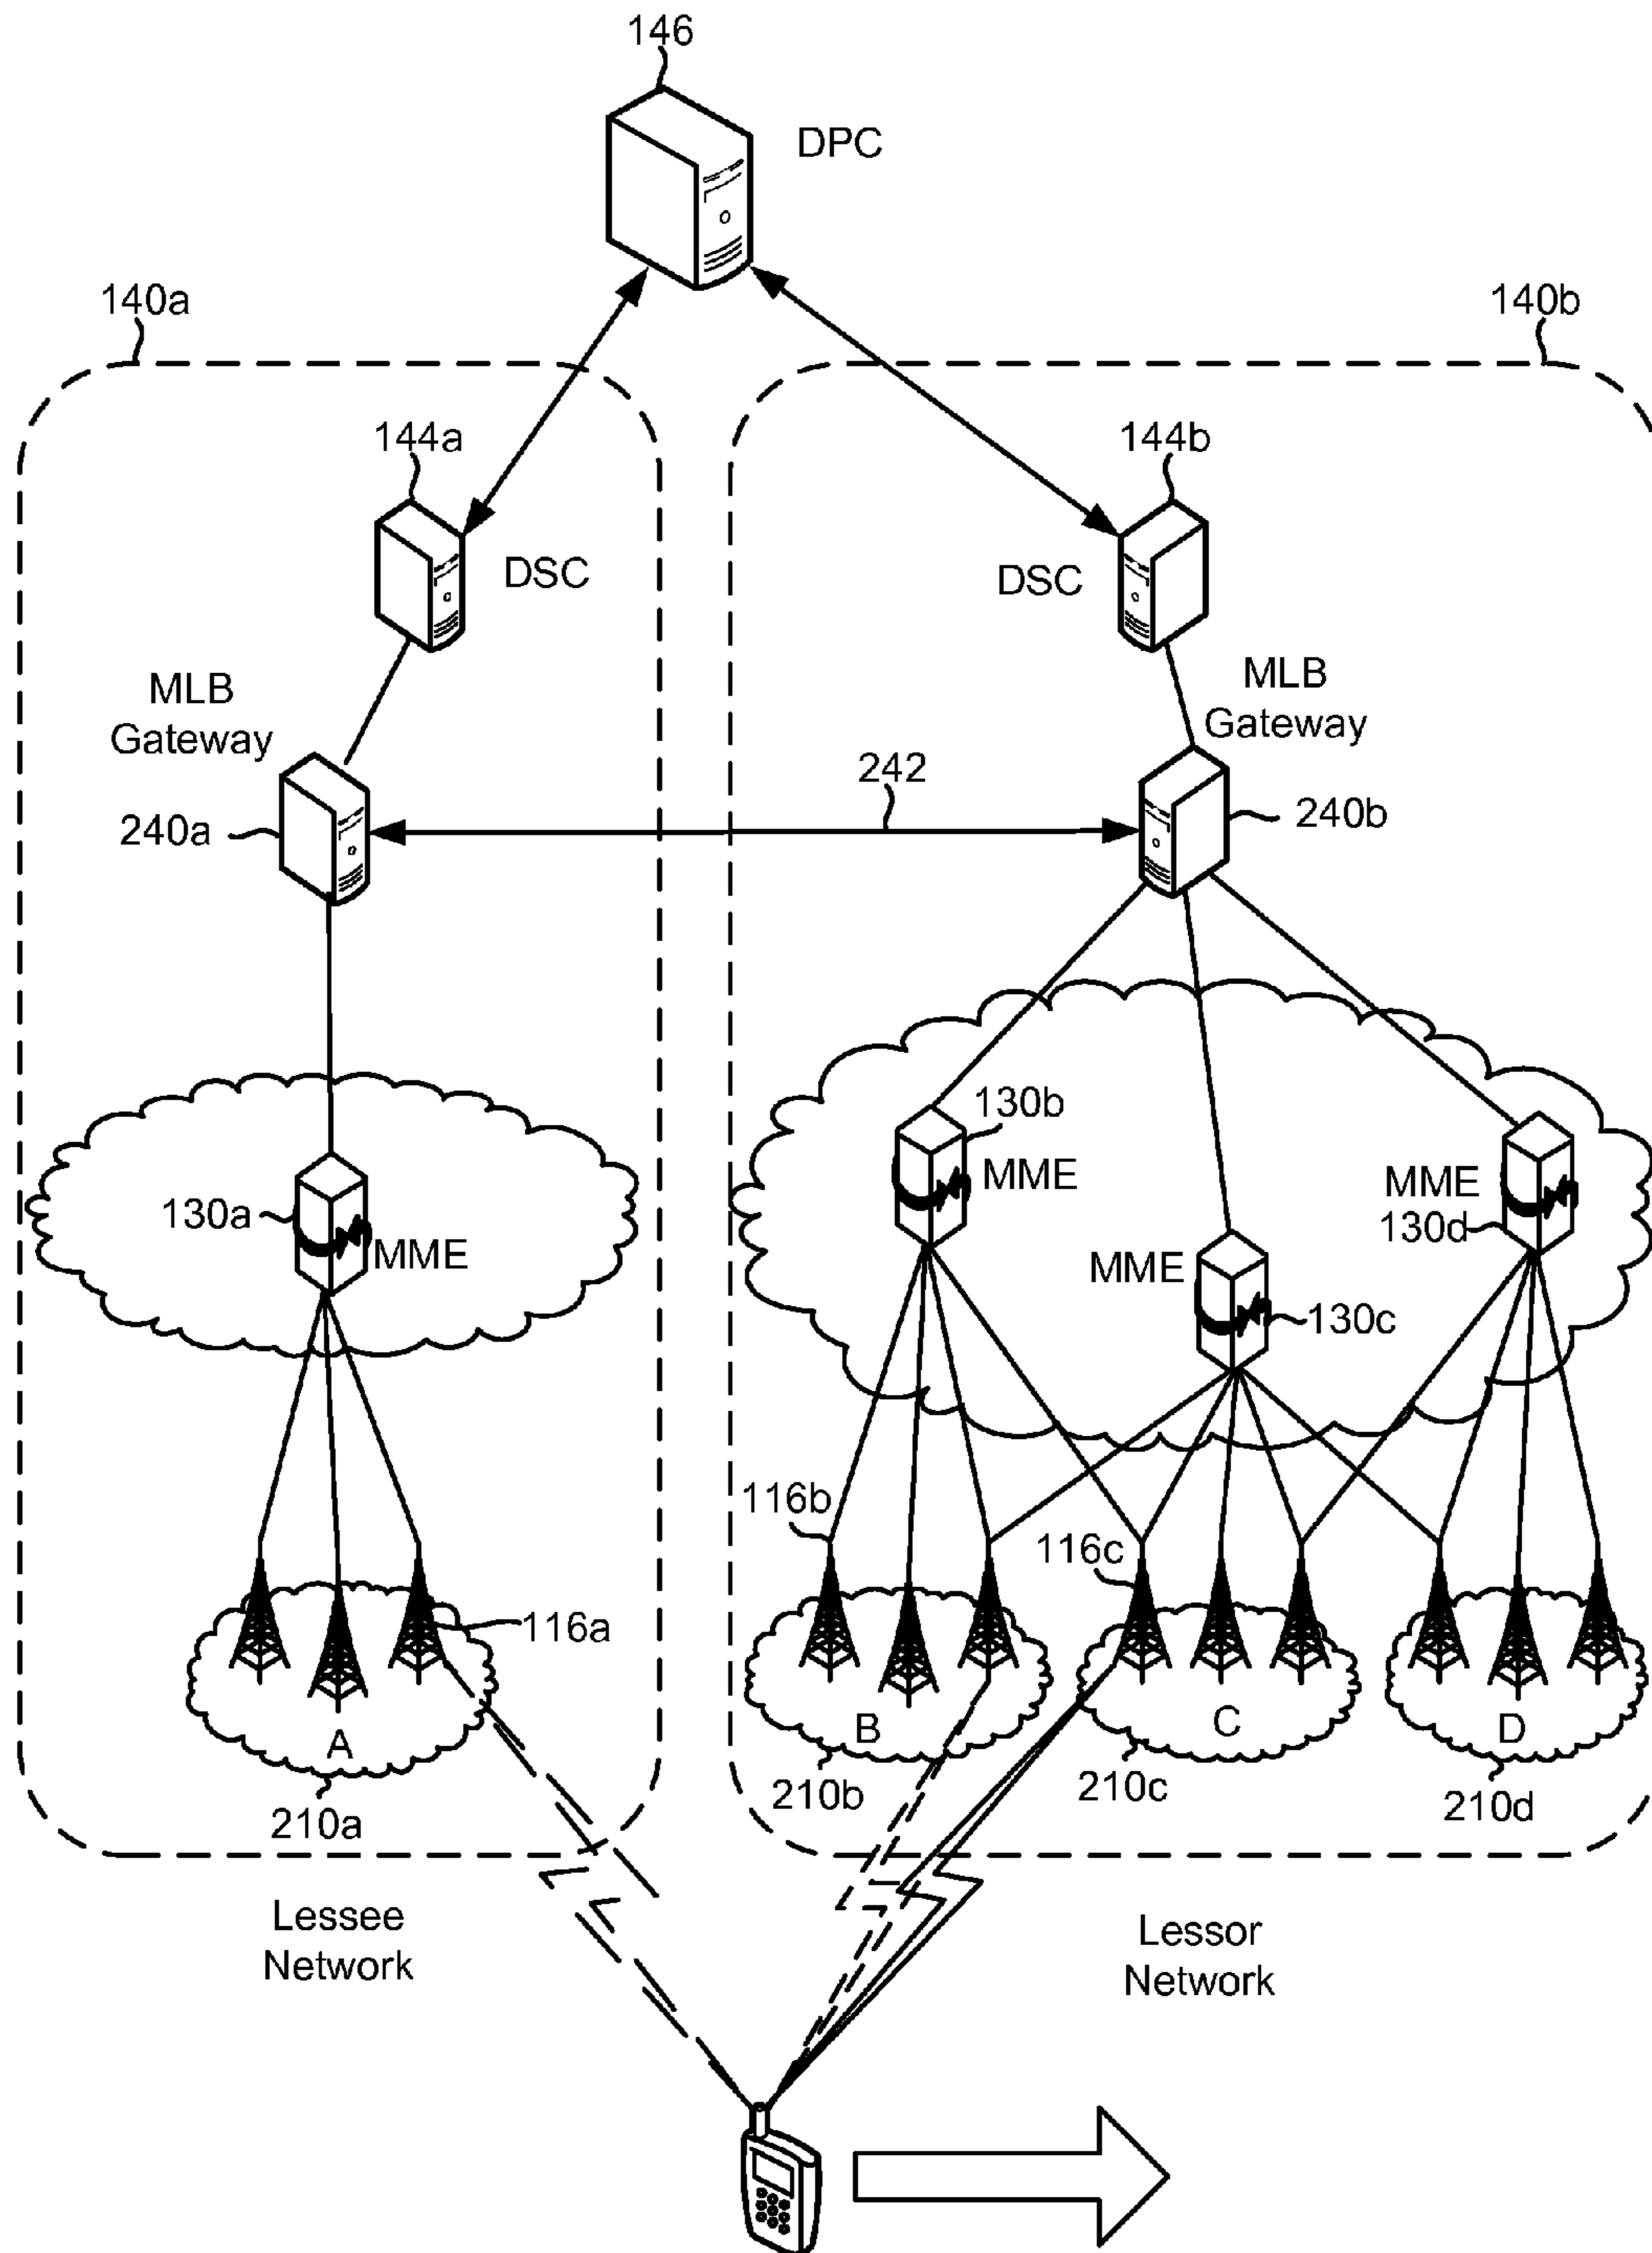 146
DPC
140a
140b
144a
144b
DSC
DSC
MLB
Gateway
MLB
Gateway
242
240a
240b
130b
MME
MME
130d
130a
MME
MME
130c
116b
116c
116a
A
B
C
D
210a
210b
210c
210d
Lessee
Network
Lessor
Network